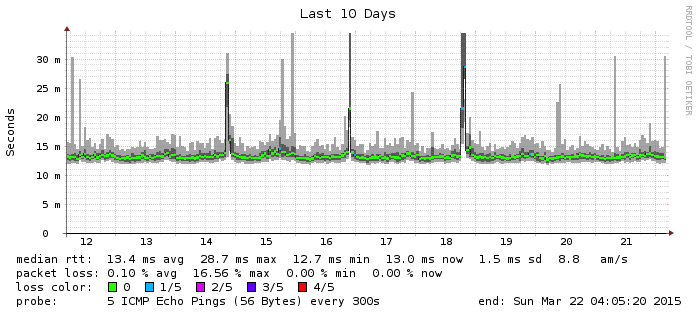 Last 10 Days
RRDTOOL / TOBI OETIKER
Seconds
30 m
25 m
20 m
15 m
10 m
5 m
0
12 13 14 15 16 17 18 19 20 21
median rtt: 13.4 ms avg 28.7 ms max 12.7 ms min 13.0 ms now 1.5 ms sd 8.8 am/s
packet loss: 0.10 % avg 16.56 % max 0.00 % min 0.00 % now
loss color: 0 1/5 2/5 3/5 4/5
probe: 5 ICMP Echo Pings (56 Bytes) every 300s end: Sun Mar 22 04:05:20 2015